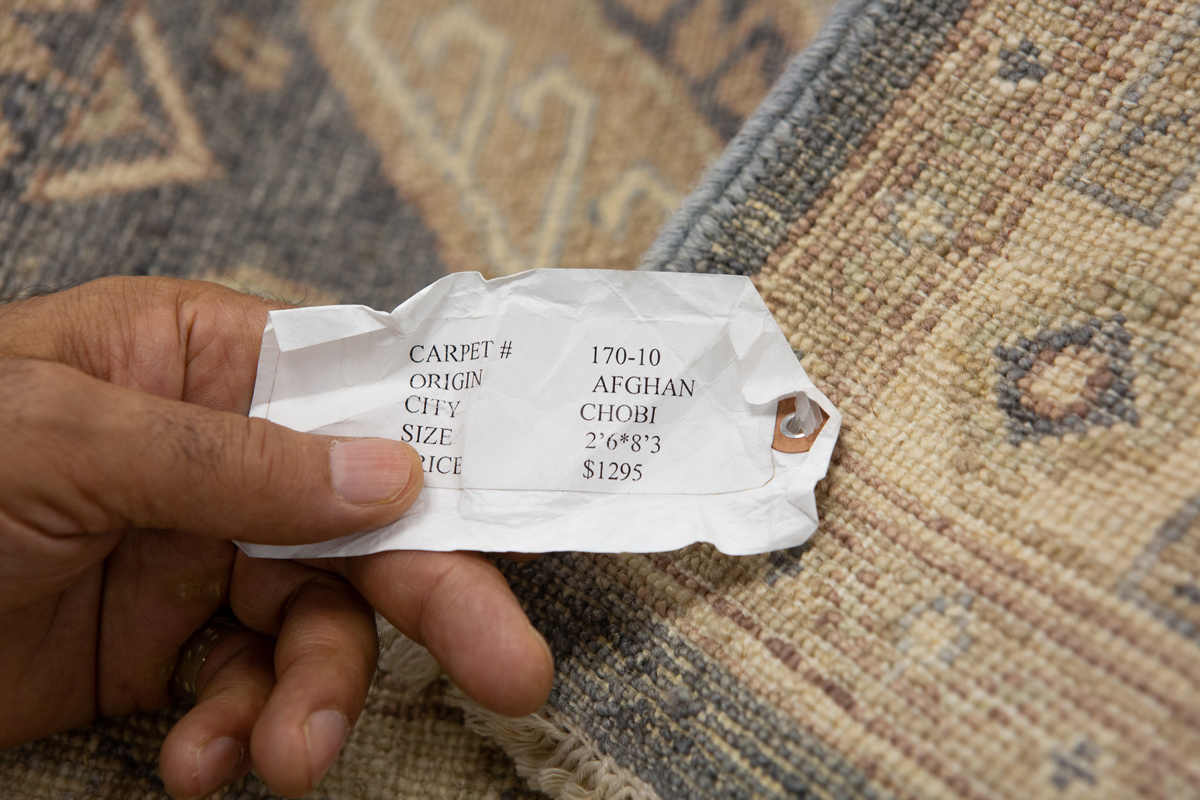 CARPET # 170-10
ORIGIN AFGHAN
CITY CHOBI
SIZE 2'6*8'3
RICE $1295